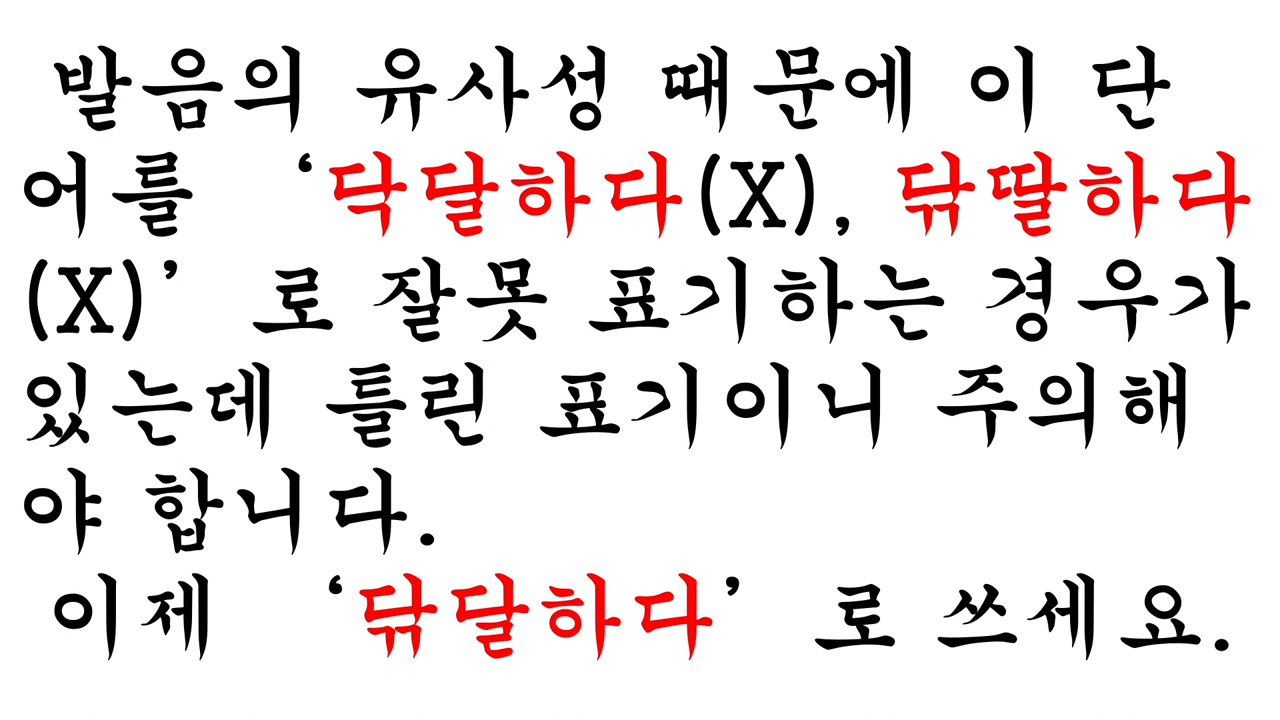 발음의 유사성 때문에 이 단
어를 ‘닥달하다(X), 닦딸하다
(X)’ 로 잘못 표기하는 경우가
있는데 틀린 표기이니 주의해
야 합니다.
이제 ‘닦달하다’ 로 쓰세요.